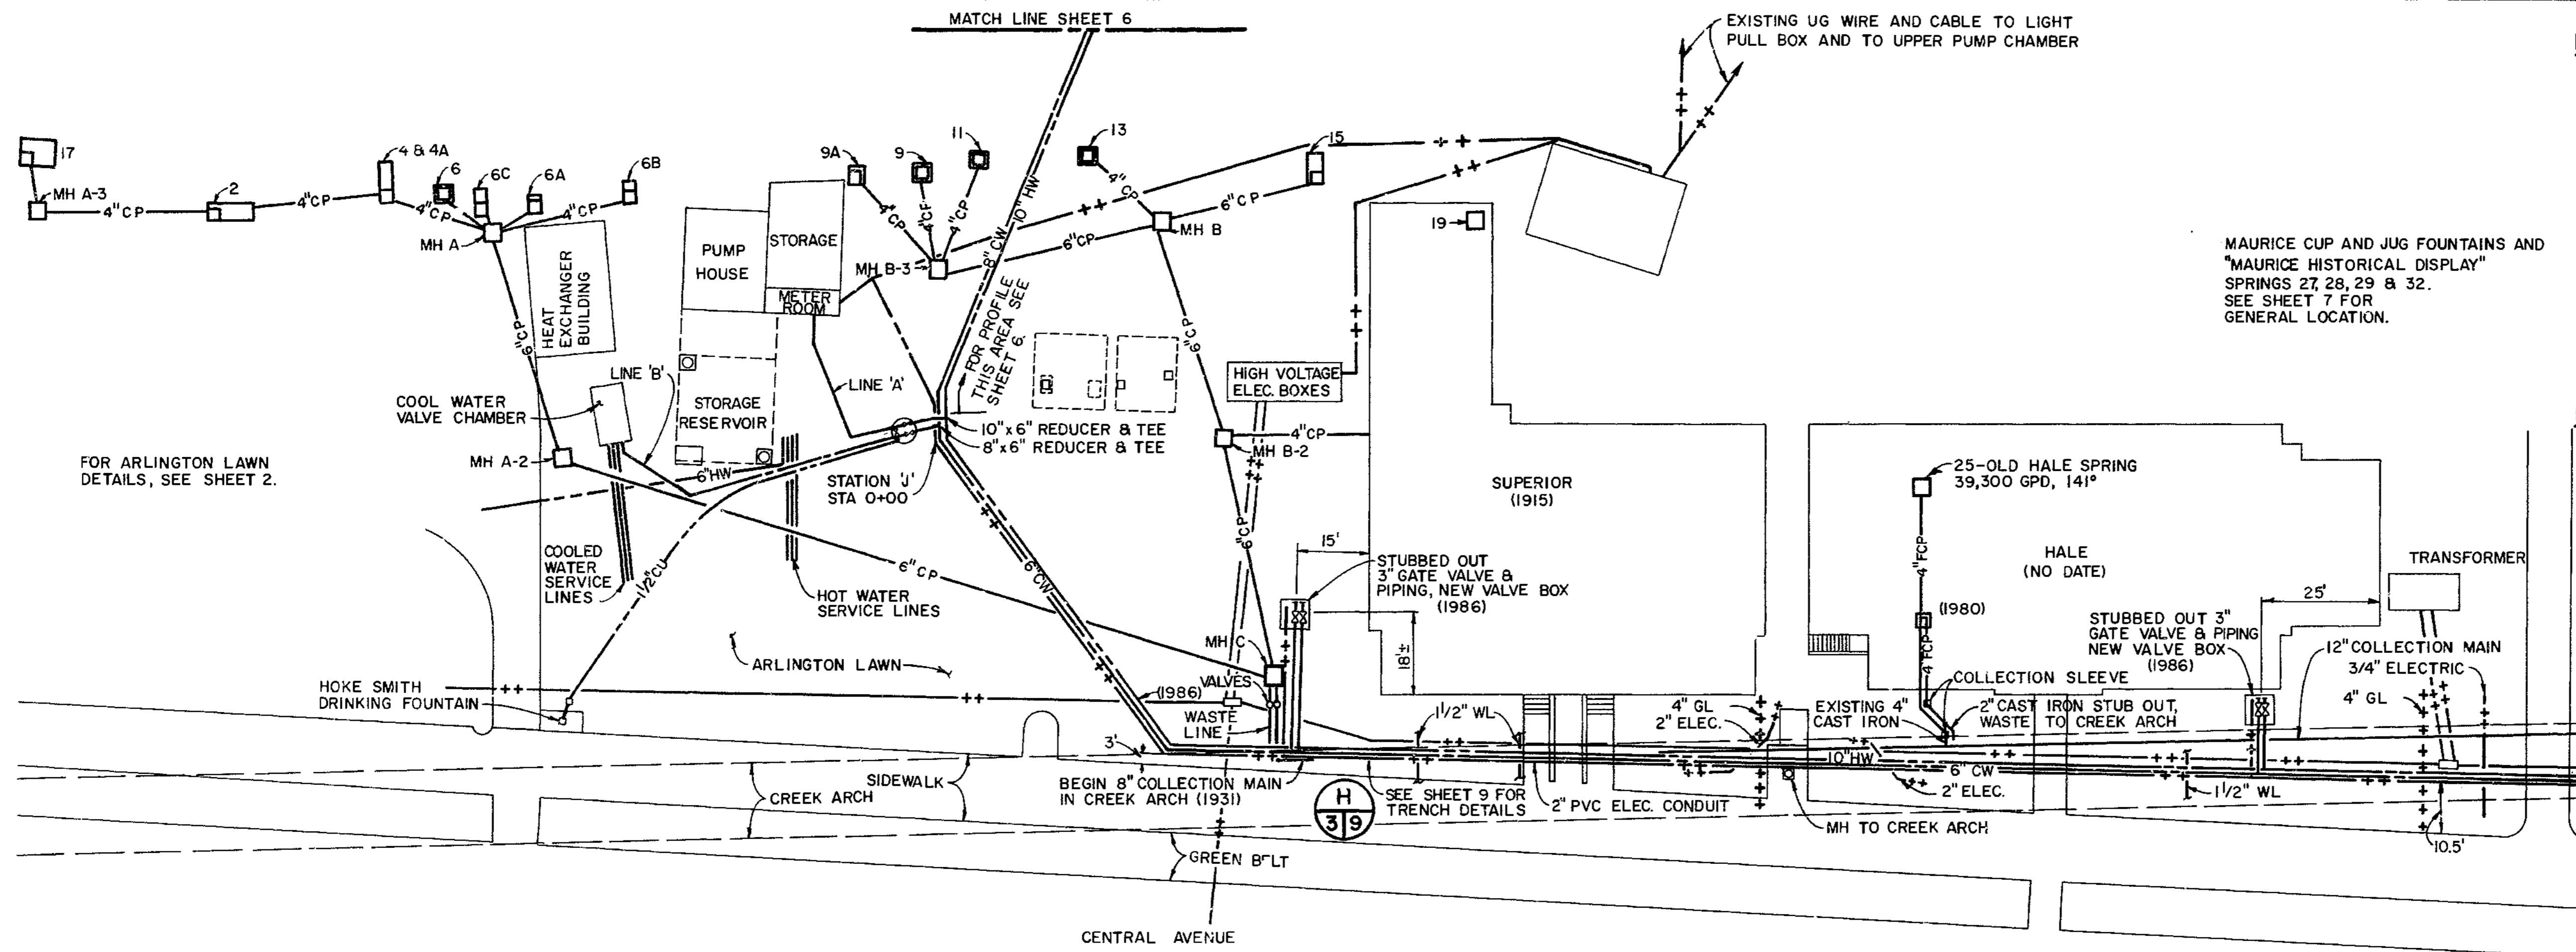 MATCH LINE SHEET 6
EXISTING UG WIRE AND CABLE TO LIGHT
PULL BOX AND TO UPPER PUMP CHAMBER
17
MH A-3
4"CP
2
4"CP
4 & 4A
6
6C
6A
6B
4"CP
4"CP
MH A
9A
9
11
13
15
4"CP
4"CP
4"CP
4"CP
10" HW
8" CW
6"CP
6"CP
MH B
MH B-3
19
PUMP
HOUSE
STORAGE
METER
ROOM
HEAT
EXCHANGER
BUILDING
6"CP
MAURICE CUP AND JUG FOUNTAINS AND
"MAURICE HISTORICAL DISPLAY"
SPRINGS 27, 28, 29 & 32.
SEE SHEET 7 FOR
GENERAL LOCATION.
FOR PROFILE
THIS AREA SEE
SHEET 6.
6"CP
LINE 'B'
LINE 'A'
COOL WATER
VALVE CHAMBER
STORAGE
RESERVOIR
HIGH VOLTAGE
ELEC. BOXES
10"x6" REDUCER & TEE
8"x6" REDUCER & TEE
4"CP
MH B-2
MH A-2
FOR ARLINGTON LAWN
DETAILS, SEE SHEET 2.
6"HW
STATION 'J'
STA 0+00
SUPERIOR
(1915)
25-OLD HALE SPRING
39,300 GPD, 141°
4"FCP
HALE
(NO DATE)
TRANSFORMER
COOLED
WATER
SERVICE
LINES
1/2"CU
HOT WATER
SERVICE LINES
6"CP
6"CW
6"CP
15'
STUBBED OUT
3" GATE VALVE &
PIPING, NEW VALVE BOX
(1986)
18'±
(1980)
4"FCP
STUBBED OUT 3"
GATE VALVE & PIPING
NEW VALVE BOX
(1986)
25'
12" COLLECTION MAIN
3/4" ELECTRIC
4" GL
ARLINGTON LAWN
MH C
VALVES
(1986)
WASTE
LINE
HOKE SMITH
DRINKING FOUNTAIN
COLLECTION SLEEVE
4" GL
2" ELEC.
EXISTING 4"
CAST IRON
2" CAST IRON STUB OUT,
WASTE TO CREEK ARCH
1 1/2" WL
3'
10"HW
6" CW
2" ELEC.
1 1/2" WL
SIDEWALK
CREEK ARCH
BEGIN 8" COLLECTION MAIN
IN CREEK ARCH (1931)
SEE SHEET 9 FOR
TRENCH DETAILS
2" PVC ELEC. CONDUIT
H
3 9
MH TO CREEK ARCH
10.5'
GREEN BELT
CENTRAL AVENUE